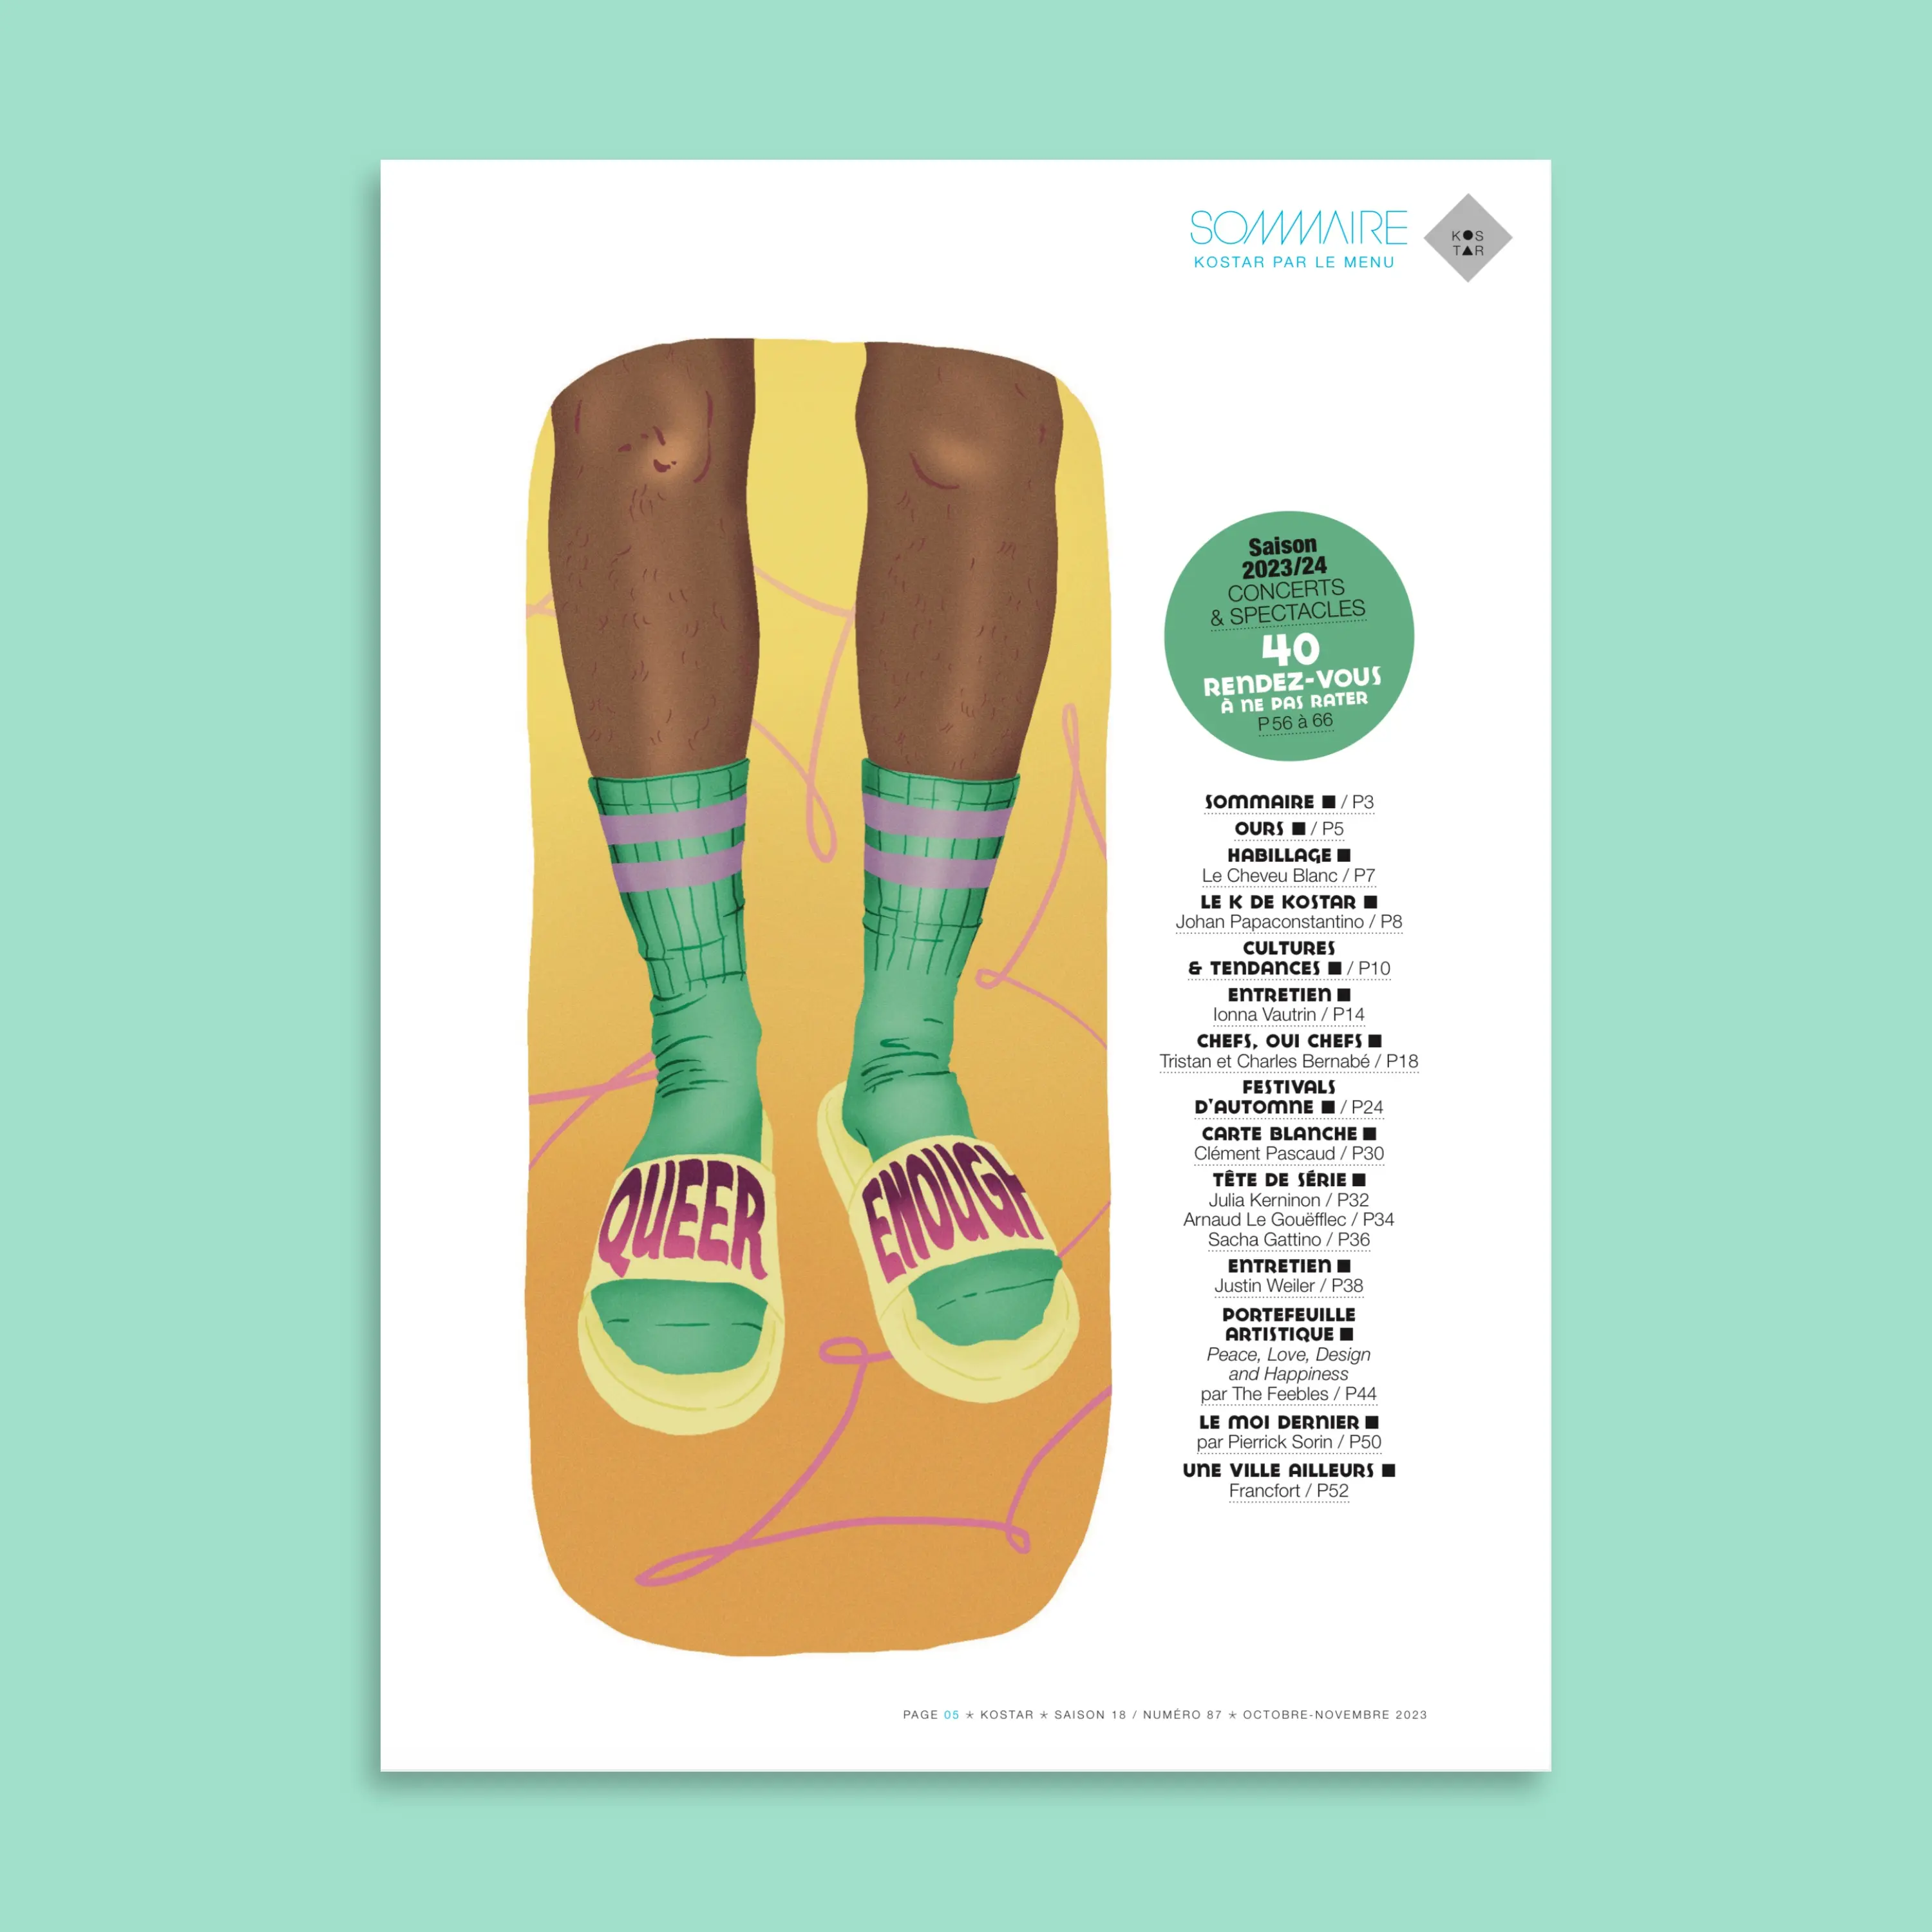 SOMMAIRE
KOSTAR PAR LE MENU
KOS
TAR
Saison
2023/24
CONCERTS
& SPECTACLES
40
RENDEZ-VOUS
À NE PAS RATER
P56 à 66
SOMMAIRE ■ / P3
OURS ■ / P5
HABILLAGE ■
Le Cheveu Blanc / P7
LE K DE KOSTAR ■
Johan Papaconstantino / P8
CULTURES
& TENDANCES ■ / P10
ENTRETIEN ■
Ionna Vautrin / P14
CHEFS, OUI CHEFS ■
Tristan et Charles Bernabé / P18
FESTIVALS
D'AUTOMNE ■ / P24
CARTE BLANCHE ■
Clément Pascaud / P30
TÊTE DE SÉRIE ■
Julia Kerninon / P32
Arnaud Le Gouëfflec / P34
Sacha Gattino / P36
ENTRETIEN ■
Justin Weiler / P38
PORTEFEUILLE
ARTISTIQUE ■
Peace, Love, Design
and Happiness
par The Feebles / P44
LE MOI DERNIER ■
par Pierrick Sorin / P50
UNE VILLE AILLEURS ■
Francfort / P52
QUEER
ENOUGH
PAGE 05 ★ KOSTAR ★ SAISON 18 / NUMÉRO 87 ★ OCTOBRE-NOVEMBRE 2023